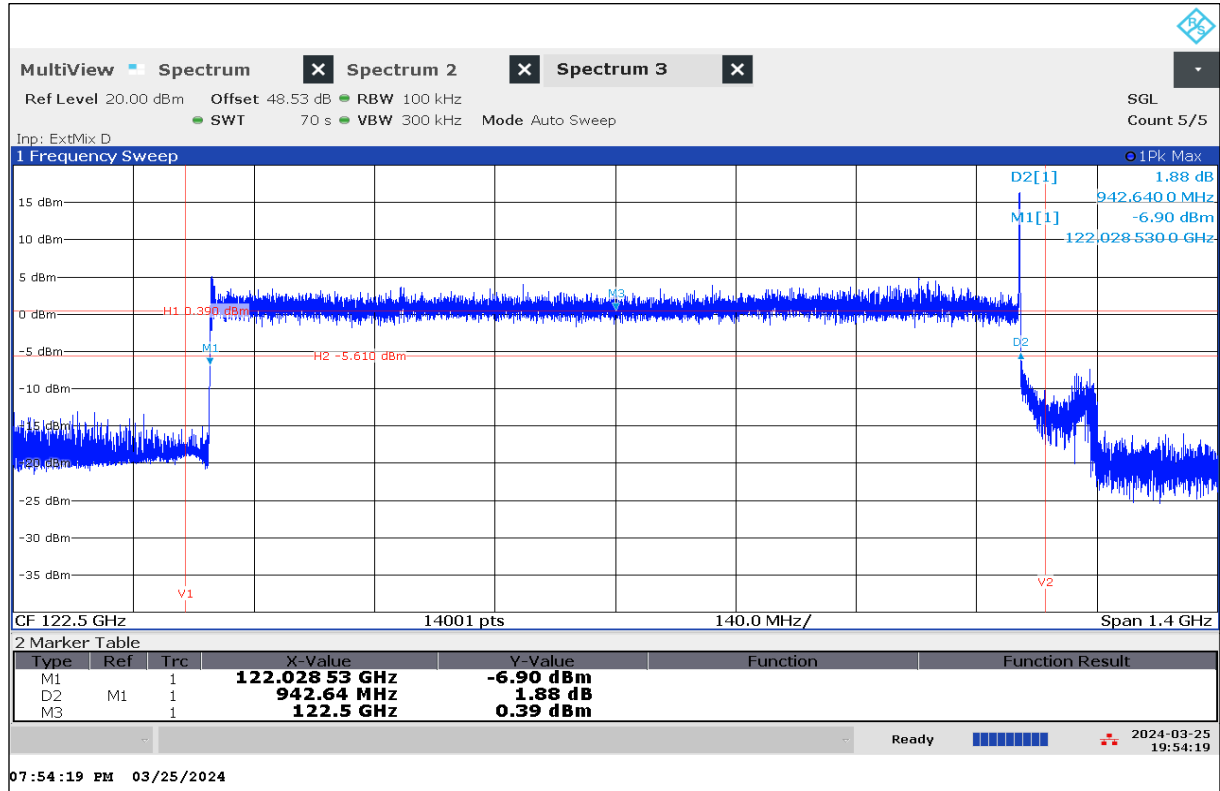 R&S
MultiView Spectrum Spectrum 2 Spectrum 3
Ref Level 20.00 dBm Offset 48.53 dB RBW 100 kHz SGL
SWT 70 s VBW 300 kHz Mode Auto Sweep Count 5/5
Inp: ExtMix D
1 Frequency Sweep 1Pk Max
D2[1] 1.88 dB
942.640 0 MHz
M1[1] -6.90 dBm
122.028 530 0 GHz
15 dBm
10 dBm
5 dBm
M3
H1 0.390 dBm
0 dBm
D2
M1
-5 dBm
H2 -5.610 dBm
-10 dBm
-15 dBm
-20 dBm
-25 dBm
-30 dBm
-35 dBm
V1 V2
CF 122.5 GHz 14001 pts 140.0 MHz/ Span 1.4 GHz
2 Marker Table
Type Ref Trc X-Value Y-Value Function Function Result
M1 1 122.028 53 GHz -6.90 dBm
D2 M1 1 942.64 MHz 1.88 dB
M3 1 122.5 GHz 0.39 dBm
Ready 2024-03-25
19:54:19
07:54:19 PM 03/25/2024